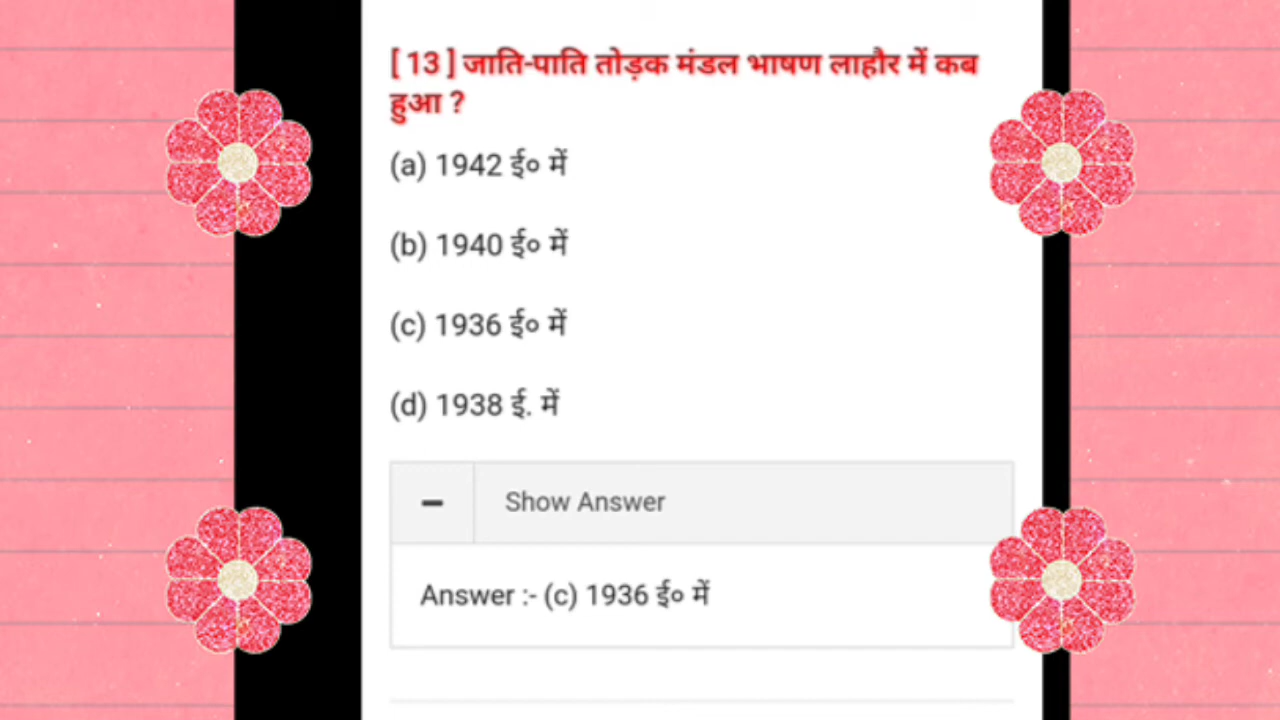 [ 13 ] जाति-पाति तोड़क मंडल भाषण लाहौर में कब
हुआ ?
(a) 1942 ई० में
(b) 1940 ई० में
(c) 1936 ई० में
(d) 1938 ई. में
Show Answer
Answer :- (c) 1936 ई० में